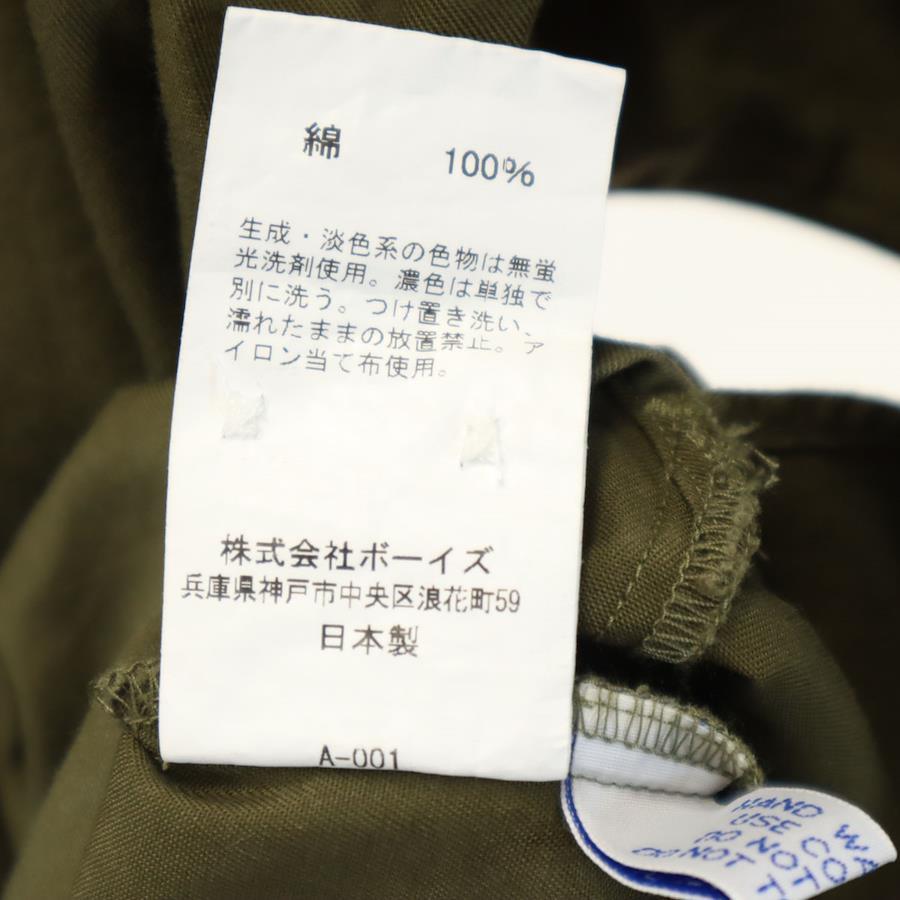 綿 100%
生成・淡色系の色物は無蛍
光洗剤使用。濃色は単独で
別に洗う。つけ置き洗い、
濡れたままの放置禁止。ア
イロン当て布使用。
株式会社ボーイズ
兵庫県神戸市中央区浪花町59
日本製
A-001
HAND
USE
DO NOT
DO NOT